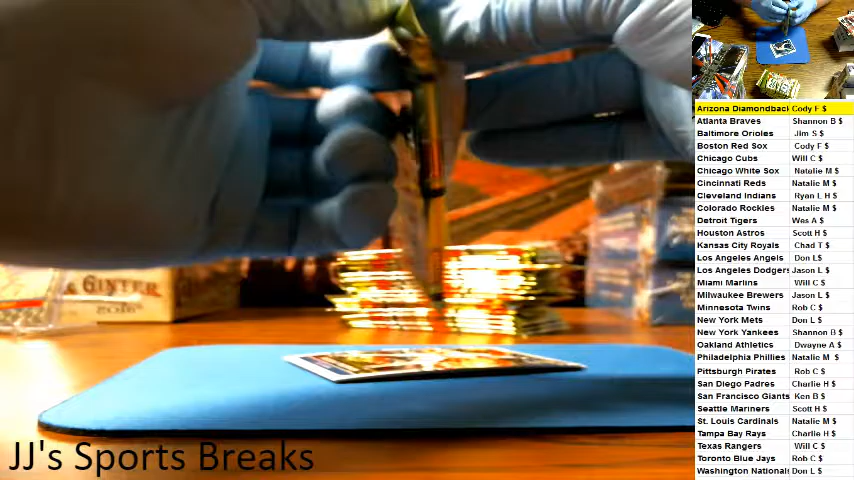 & GINTER
JJ's Sports Breaks
Arizona Diamondback Cody F $
Atlanta Braves Shannon B $
Baltimore Orioles Jim S $
Boston Red Sox Cody F $
Chicago Cubs Will C $
Chicago White Sox Natalie M $
Cincinnati Reds Natalie M $
Cleveland Indians Ryan L H $
Colorado Rockies Natalie M $
Detroit Tigers Wes A $
Houston Astros Scott H $
Kansas City Royals Chad T $
Los Angeles Angels Don L $
Los Angeles Dodgers Jason L $
Miami Marlins Will C $
Milwaukee Brewers Jason L $
Minnesota Twins Rob C $
New York Mets Don L $
New York Yankees Shannon B $
Oakland Athletics Dwayne A $
Philadelphia Phillies Natalie M $
Pittsburgh Pirates Rob C $
San Diego Padres Charlie H $
San Francisco Giants Ken B $
Seattle Mariners Scott H $
St. Louis Cardinals Natalie M $
Tampa Bay Rays Charlie H $
Texas Rangers Will C $
Toronto Blue Jays Rob C $
Washington Nationals Don L $